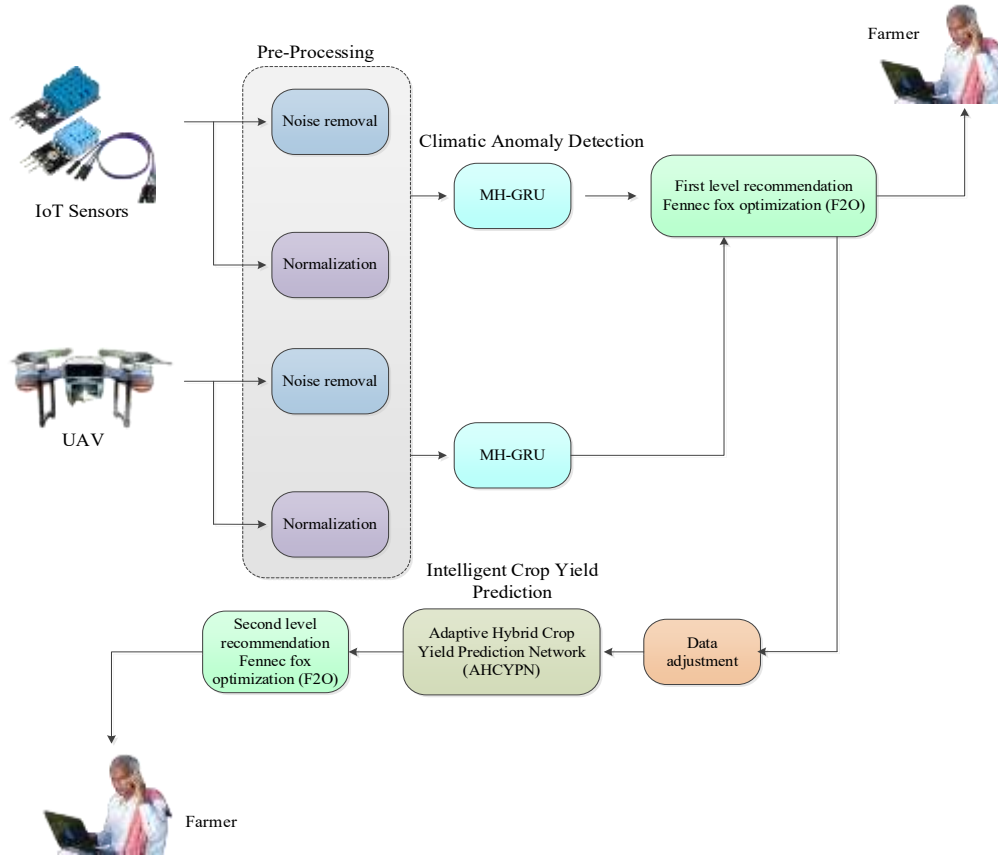 Farmer
Pre-Processing
Noise removal
Climatic Anomaly Detection
MH-GRU
First level recommendation
Fennec fox optimization (F2O)
IoT Sensors
Normalization
Noise removal
UAV
MH-GRU
Normalization
Intelligent Crop Yield
Prediction
Second level
recommendation
Fennec fox
optimization (F2O)
Adaptive Hybrid Crop
Yield Prediction Network
(AHCYPN)
Data
adjustment
Farmer